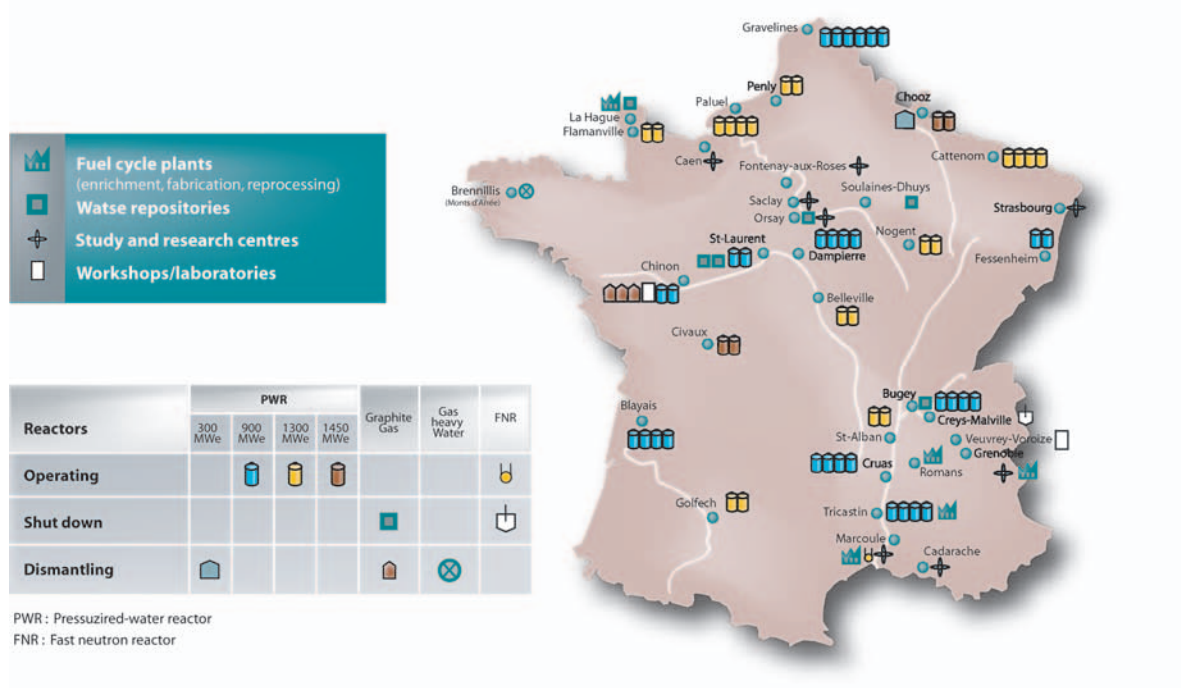 Fuel cycle plants
(enrichment, fabrication, reprocessing)
Watse repositories
Study and research centres
Workshops/laboratories
Reactors
PWR
300 MWe
900 MWe
1300 MWe
1450 MWe
Graphite Gas
Gas heavy Water
FNR
Operating
Shut down
Dismantling
PWR : Pressuzired-water reactor
FNR : Fast neutron reactor
Gravelines
Penly
Paluel
Chooz
La Hague
Flamanville
Caen
Cattenom
Fontenay-aux-Roses
Brennillis
(Monts d'Arrée)
Soulaines-Dhuys
Saclay
Orsay
Strasbourg
Nogent
St-Laurent
Dampierre
Fessenheim
Chinon
Belleville
Civaux
Bugey
Creys-Malville
Blayais
St-Alban
Veuvrey-Voroize
Grenoble
Cruas
Romans
Golfech
Tricastin
Marcoule
Cadarache